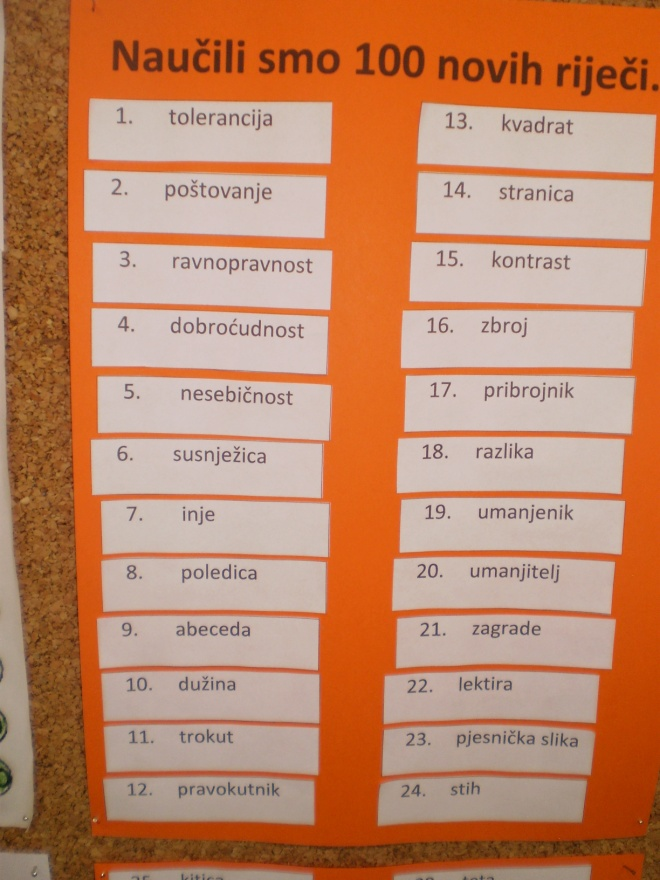 Naučili smo 100 novih riječi.
1. tolerancija
2. poštovanje
3. ravnopravnost
4. dobroćudnost
5. nesebičnost
6. susnježica
7. inje
8. poledica
9. abeceda
10. dužina
11. trokut
12. pravokutnik
13. kvadrat
14. stranica
15. kontrast
16. zbroj
17. pribrojnik
18. razlika
19. umanjenik
20. umanjitelj
21. zagrade
22. lektira
23. pjesnička slika
24. stih
25. kitica